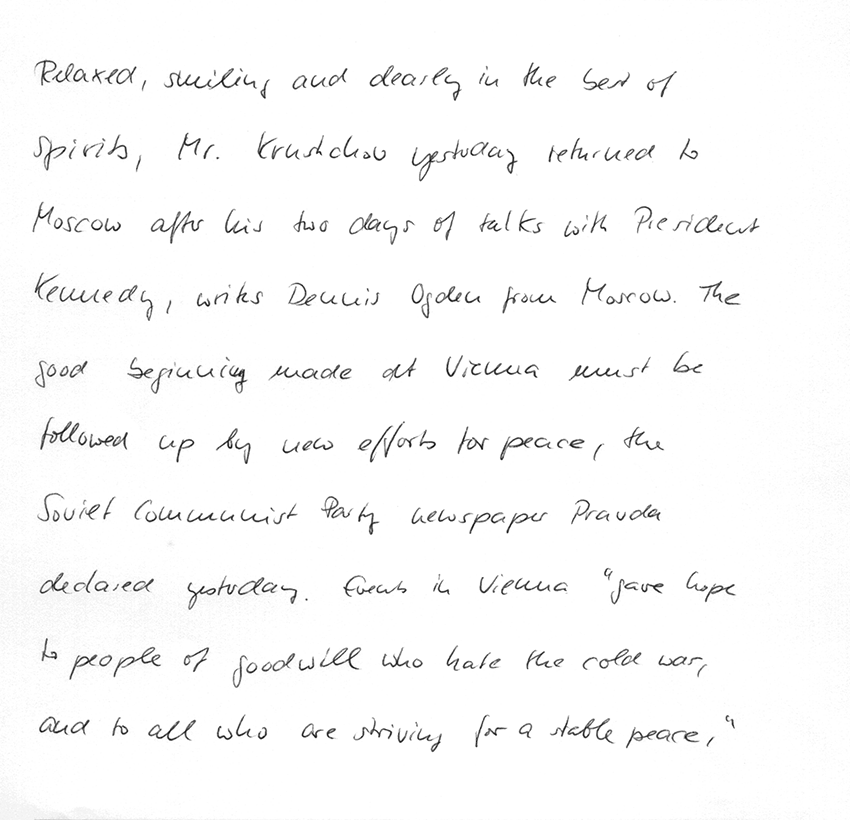 Relaxed, smiling and clearly in the best of
spirits, Mr. Krushchov yesterday returned to
Moscow after his two days of talks with President
Kennedy, writes Dennis Ogden from Moscow. The
good beginning made at Vienna must be
followed up by new efforts for peace, the
Soviet Communist Party newspaper Pravda
declared yesterday. Events in Vienna "gave hope
to people of goodwill who hate the cold war,
and to all who are striving for a stable peace,"